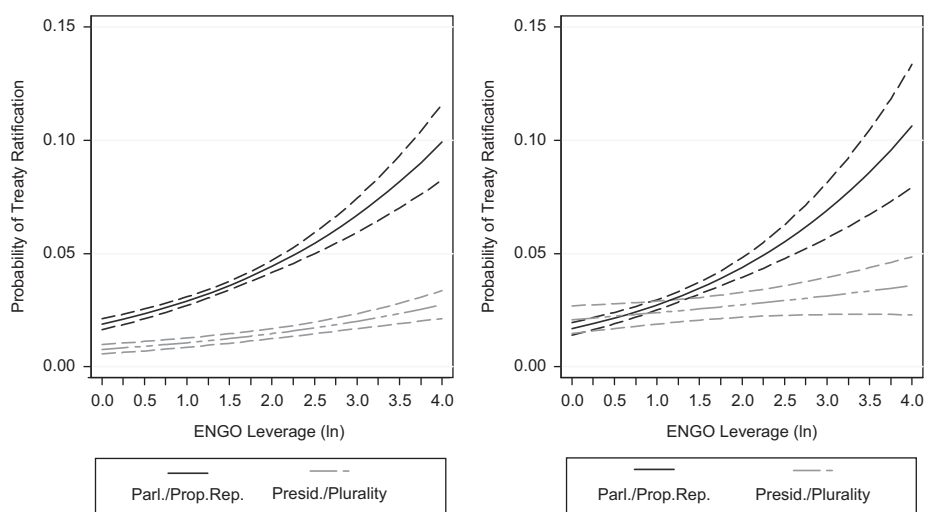 0.15
0.10
0.05
0.00
Probability of Treaty Ratification
0.0 0.5 1.0 1.5 2.0 2.5 3.0 3.5 4.0
ENGO Leverage (ln)
Parl./Prop.Rep. Presid./Plurality
0.15
0.10
0.05
0.00
Probability of Treaty Ratification
0.0 0.5 1.0 1.5 2.0 2.5 3.0 3.5 4.0
ENGO Leverage (ln)
Parl./Prop.Rep. Presid./Plurality